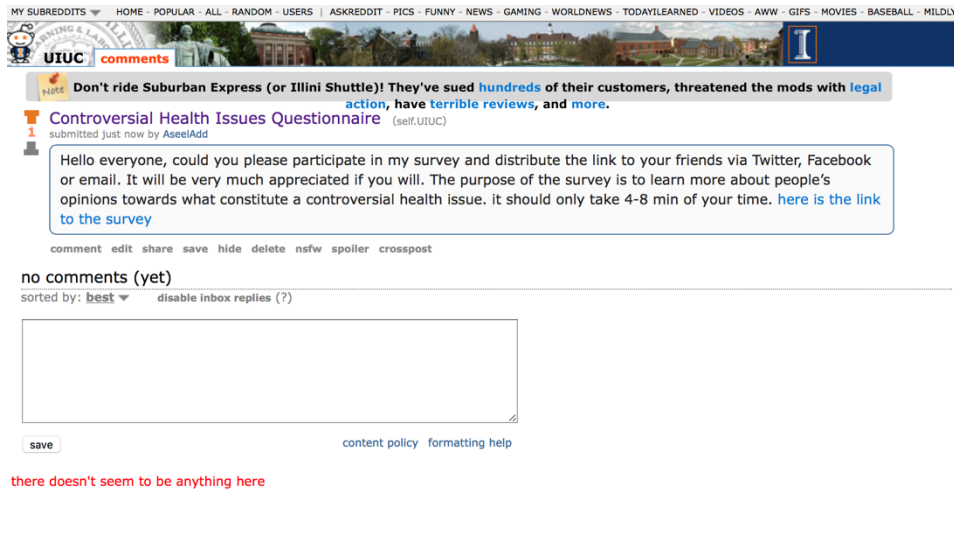 MY SUBREDDITS HOME - POPULAR - ALL - RANDOM - USERS | ASKREDDIT - PICS - FUNNY - NEWS - GAMING - WORLDNEWS - TODAYILEARNED - VIDEOS - AWW - GIFS - MOVIES - BASEBALL - MILDLY
UIUC comments
Note Don't ride Suburban Express (or Illini Shuttle)! They've sued hundreds of their customers, threatened the mods with legal
action, have terrible reviews, and more.
Controversial Health Issues Questionnaire (self.UIUC)
1 submitted just now by AseelAdd
Hello everyone, could you please participate in my survey and distribute the link to your friends via Twitter, Facebook
or email. It will be very much appreciated if you will. The purpose of the survey is to learn more about people's
opinions towards what constitute a controversial health issue. it should only take 4-8 min of your time. here is the link
to the survey
comment edit share save hide delete nsfw spoiler crosspost
no comments (yet)
sorted by: best disable inbox replies (?)
save content policy formatting help
there doesn't seem to be anything here